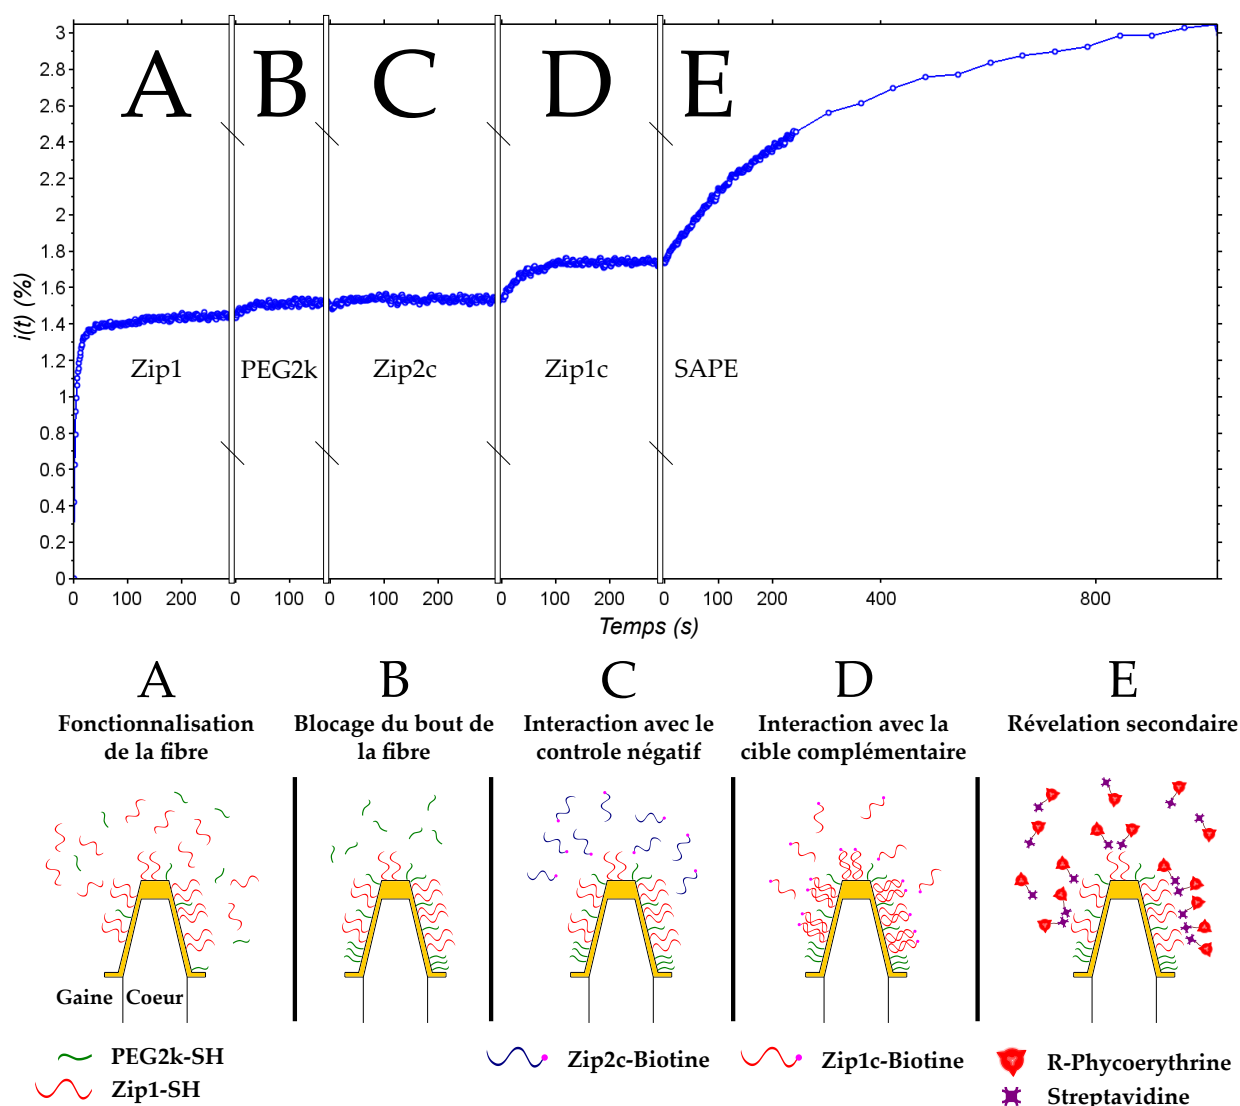 A B C D E
3
2.8
2.6
2.4
2.2
2
1.8
1.6
1.4
1.2
1
0.8
0.6
0.4
0.2
0
i(t) (%)
Zip1 PEG2k Zip2c Zip1c SAPE
0 100 200 0 100 0 100 200 0 100 200 0 100 200 400 800
Temps (s)
A B C D E
Fonctionnalisation de la fibre
Blocage du bout de la fibre
Interaction avec le controle négatif
Interaction avec la cible complémentaire
Révelation secondaire
Gaine Coeur
PEG2k-SH
Zip1-SH
Zip2c-Biotine
Zip1c-Biotine
R-Phycoerythrine
Streptavidine